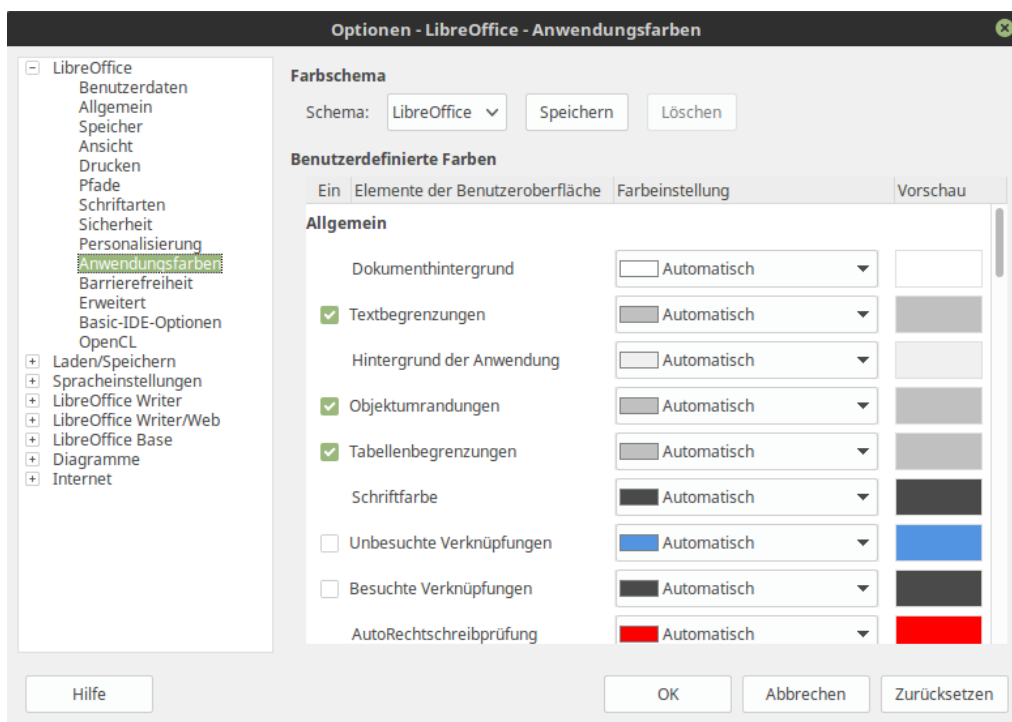 Optionen - LibreOffice - Anwendungsfarben
LibreOffice
Benutzerdaten
Allgemein
Speicher
Ansicht
Drucken
Pfade
Schriftarten
Sicherheit
Personalisierung
Anwendungsfarben
Barrierefreiheit
Erweitert
Basic-IDE-Optionen
OpenCL
Laden/Speichern
Spracheinstellungen
LibreOffice Writer
LibreOffice Writer/Web
LibreOffice Base
Diagramme
Internet
Farbschema
Schema: LibreOffice Speichern Löschen
Benutzerdefinierte Farben
Ein Elemente der Benutzeroberfläche Farbeinstellung Vorschau
Allgemein
Dokumenthintergrund Automatisch
Textbegrenzungen Automatisch
Hintergrund der Anwendung Automatisch
Objektumrandungen Automatisch
Tabellenbegrenzungen Automatisch
Schriftfarbe Automatisch
Unbesuchte Verknüpfungen Automatisch
Besuchte Verknüpfungen Automatisch
AutoRechtschreibprüfung Automatisch
Hilfe OK Abbrechen Zurücksetzen